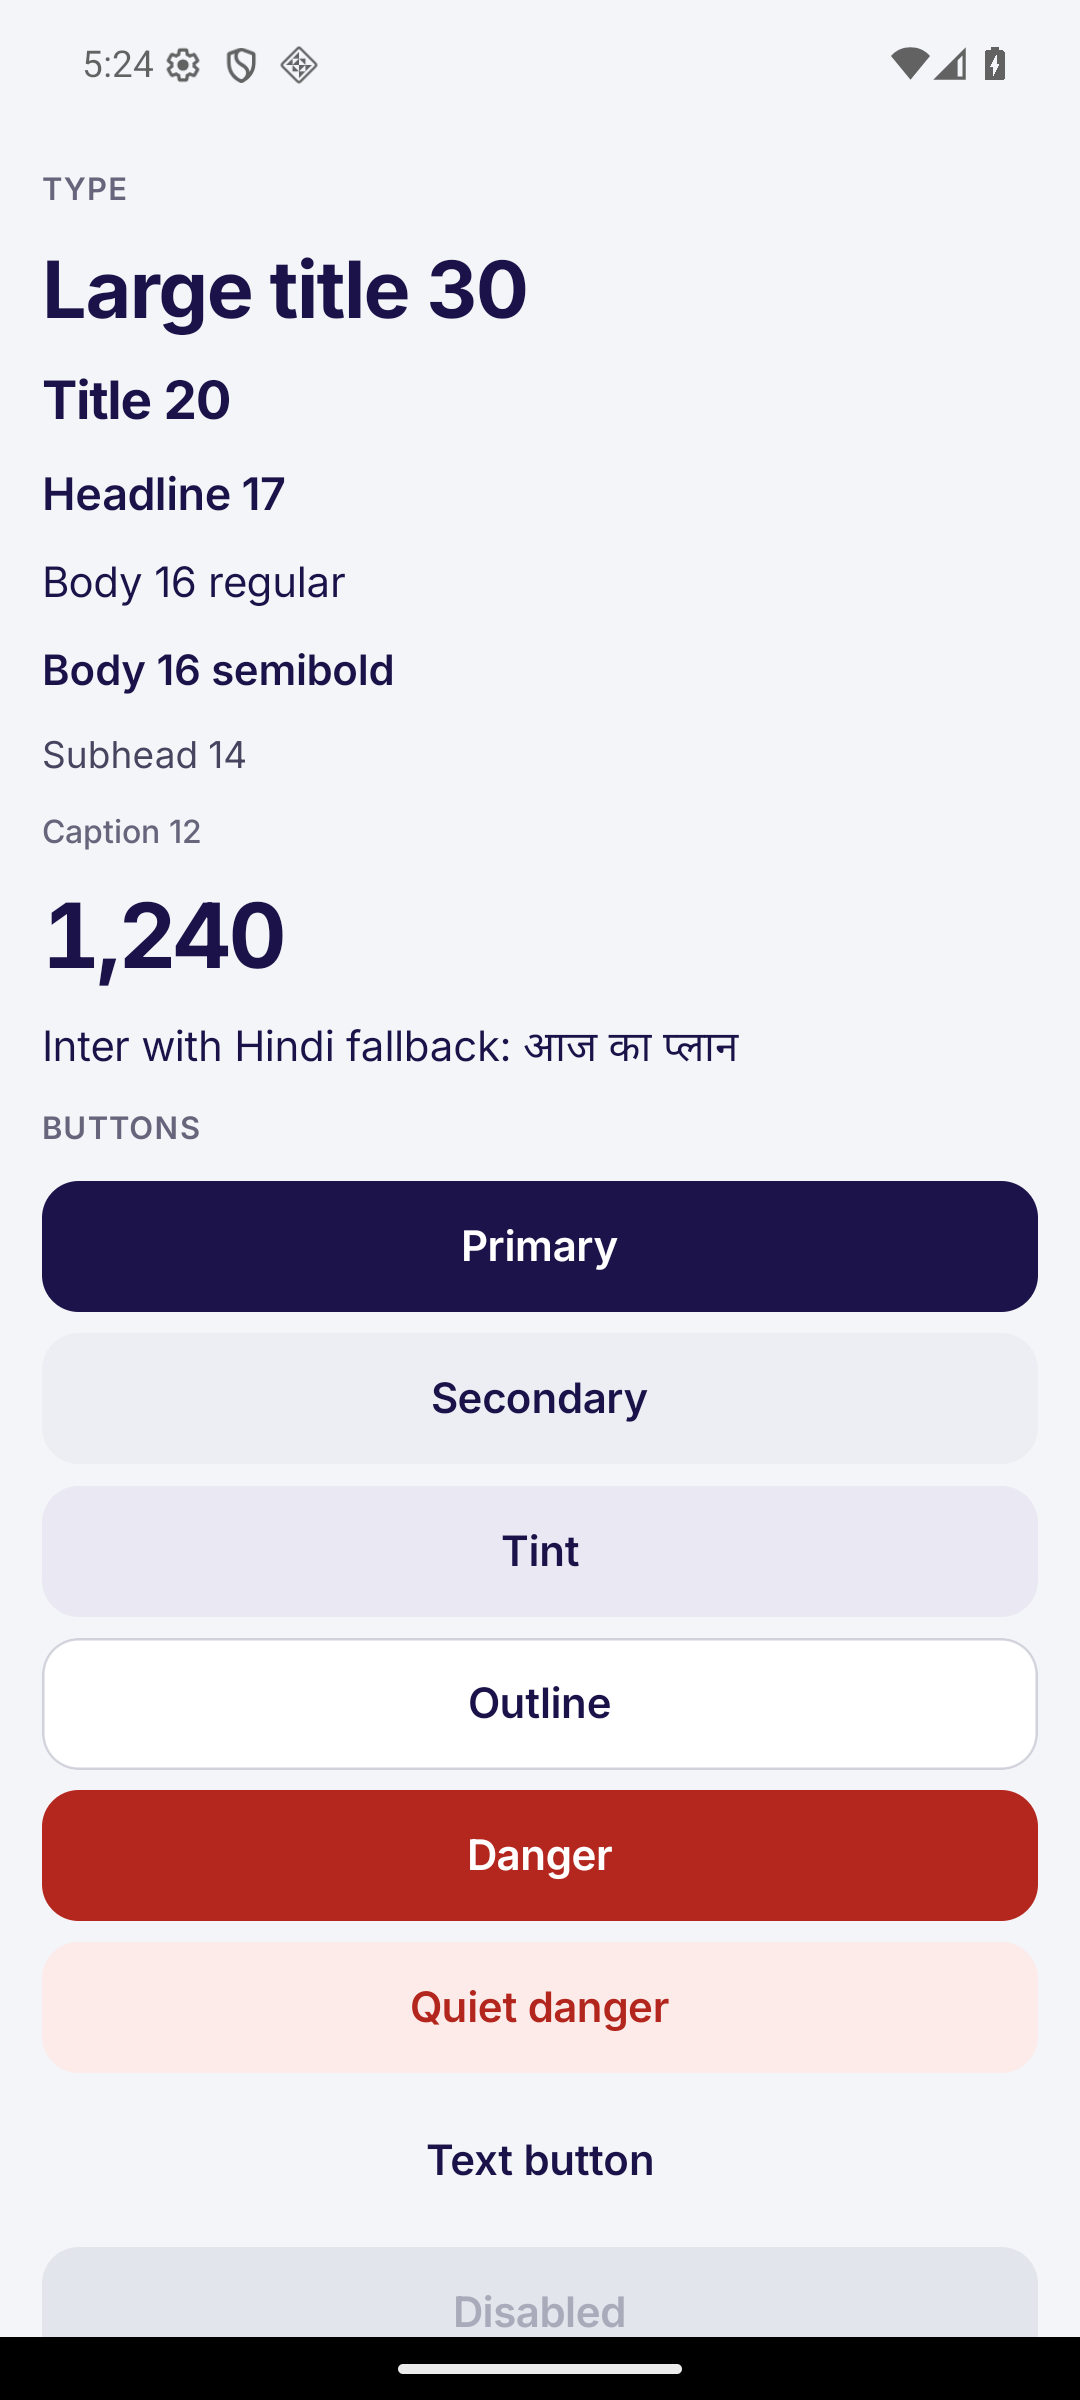 5:24
TYPE
Large title 30
Title 20
Headline 17
Body 16 regular
Body 16 semibold
Subhead 14
Caption 12
1,240
Inter with Hindi fallback: आज का प्लान
BUTTONS
Primary
Secondary
Tint
Outline
Danger
Quiet danger
Text button
Disabled